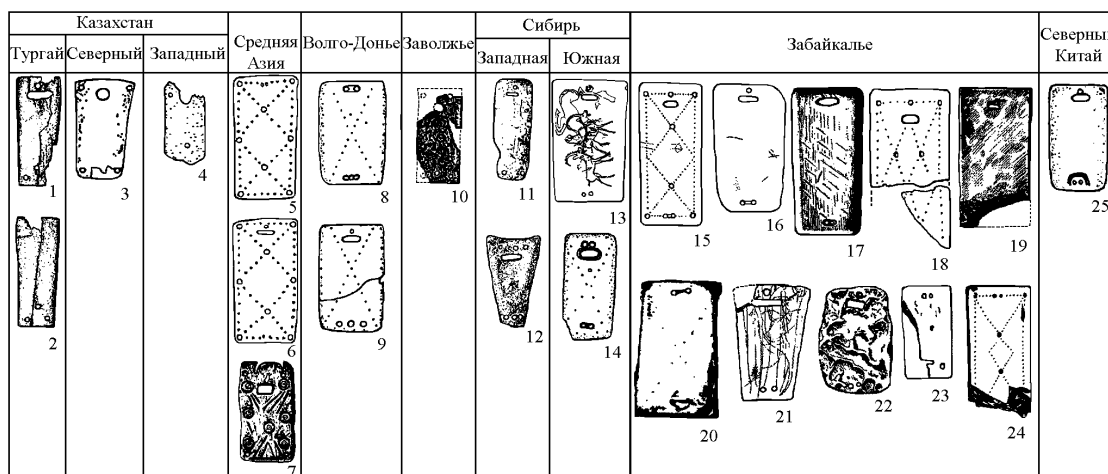 Казахстан
Сибирь
Забайкалье
Северный
Китай
Средняя
Азия
Волго-Донье
Заволжье
Тургай
Северный
Западный
Западная
Южная
1
3
4
5
8
10
11
13
15
16
17
18
19
25
2
6
9
12
14
20
21
22
23
24
7